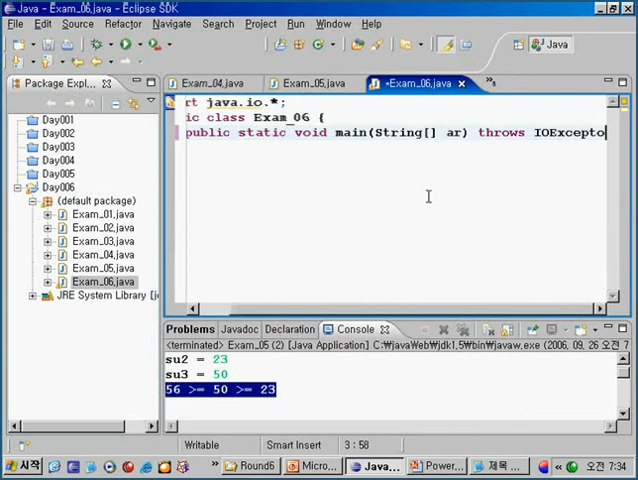 Java - Exam_06.java - Eclipse SDK
File Edit Source Refactor Navigate Search Project Run Window Help
Java
Package Expl...
Exam_04.java Exam_05.java *Exam_06.java »8
Day001
Day002
Day003
Day004
Day005
Day006
(default package)
Exam_01.java
Exam_02.java
Exam_03.java
Exam_04.java
Exam_05.java
Exam_06.java
JRE System Library [j
rt java.io.*;
ic class Exam_06 {
public static void main(String[] ar) throws IOExcepto
Problems Javadoc Declaration Console
<terminated> Exam_05 (2) [Java Application] C:₩javaWeb₩jdk1,5₩bin₩javaw.exe (2006, 09, 26 오전 7
su2 = 23
su3 = 50
56 >= 50 >= 23
Writable Smart Insert 3 : 58
시작 Round6 Micro... Java... Power... 제목 ... 오전 7:34